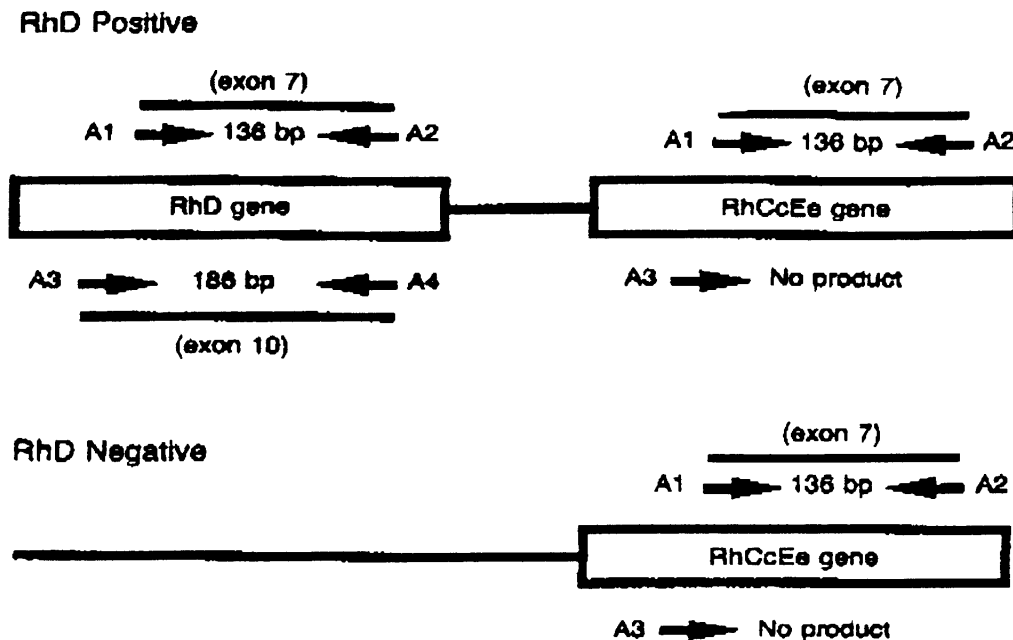 RhD Positive
(exon 7)
(exon 7)
A1 136 bp A2
A1 136 bp A2
RhD gene
RhCcEe gene
A3 186 bp A4
A3 No product
(exon 10)
RhD Negative
(exon 7)
A1 136 bp A2
RhCcEe gene
A3 No product